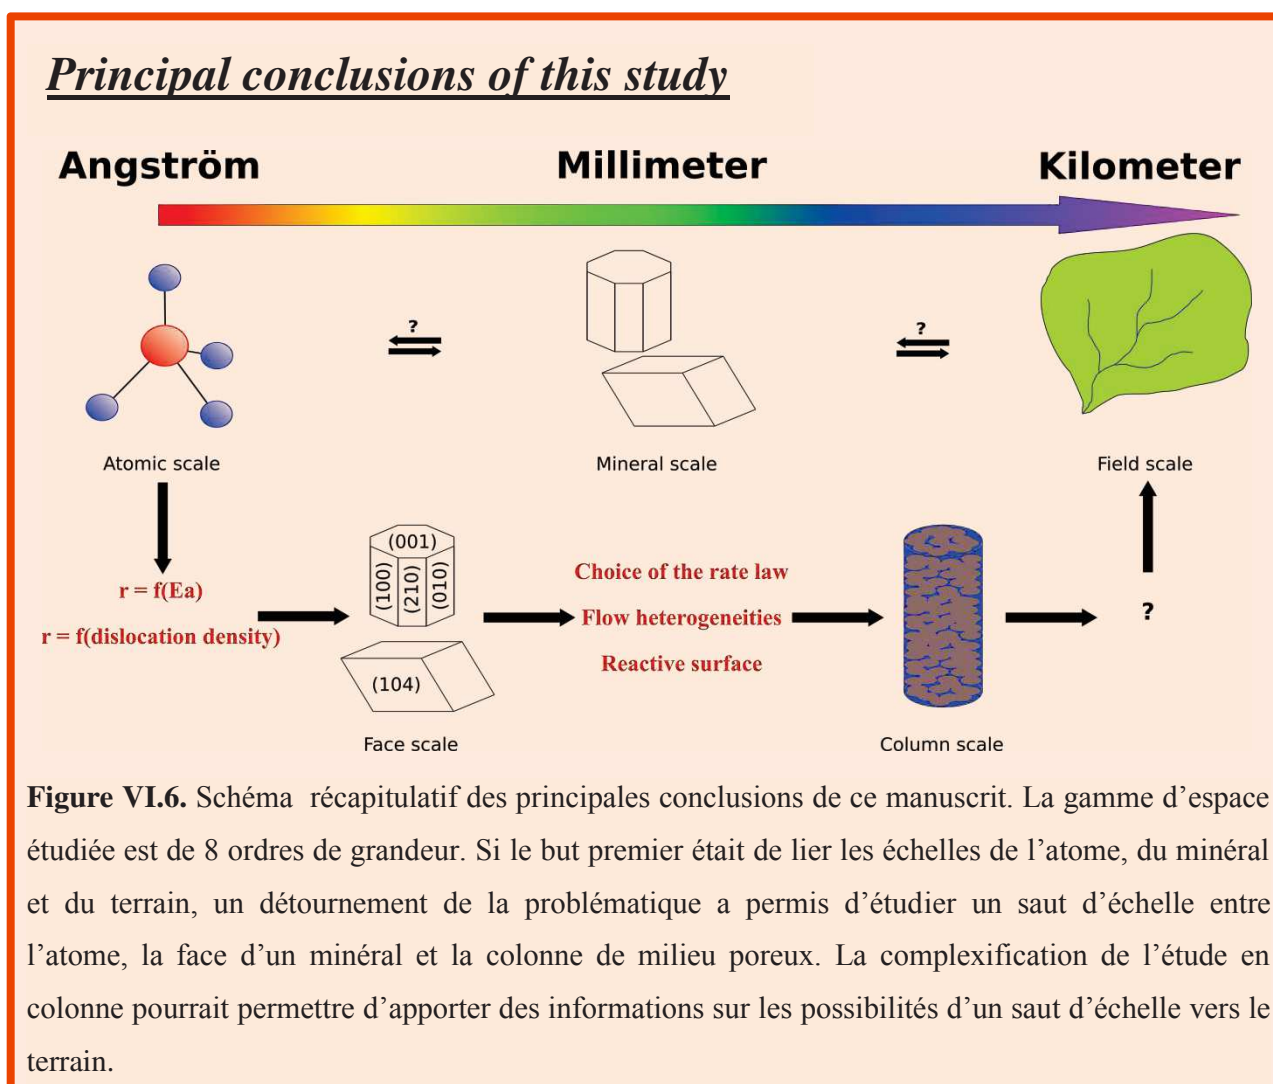 Principal conclusions of this study
Angström
Millimeter
Kilometer
?
?
Atomic scale
Mineral scale
Field scale
r = f(Ea)
r = f(dislocation density)
(001)
(100)
(210)
(010)
(104)
Face scale
Choice of the rate law
Flow heterogeneities
Reactive surface
Column scale
?
Figure VI.6. Schéma récapitulatif des principales conclusions de ce manuscrit. La gamme d’espace
étudiée est de 8 ordres de grandeur. Si le but premier était de lier les échelles de l’atome, du minéral
et du terrain, un détournement de la problématique a permis d’étudier un saut d’échelle entre
l’atome, la face d’un minéral et la colonne de milieu poreux. La complexification de l’étude en
colonne pourrait permettre d’apporter des informations sur les possibilités d’un saut d’échelle vers le
terrain.